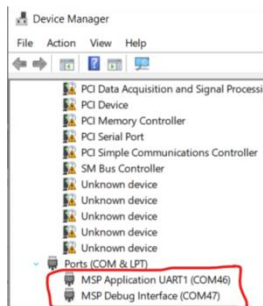 Device Manager
File Action View Help
PCI Data Acquisition and Signal Processi
PCI Device
PCI Memory Controller
PCI Serial Port
PCI Simple Communications Controller
SM Bus Controller
Unknown device
Unknown device
Unknown device
Unknown device
Unknown device
Ports (COM & LPT)
MSP Application UART1 (COM46)
MSP Debug Interface (COM47)